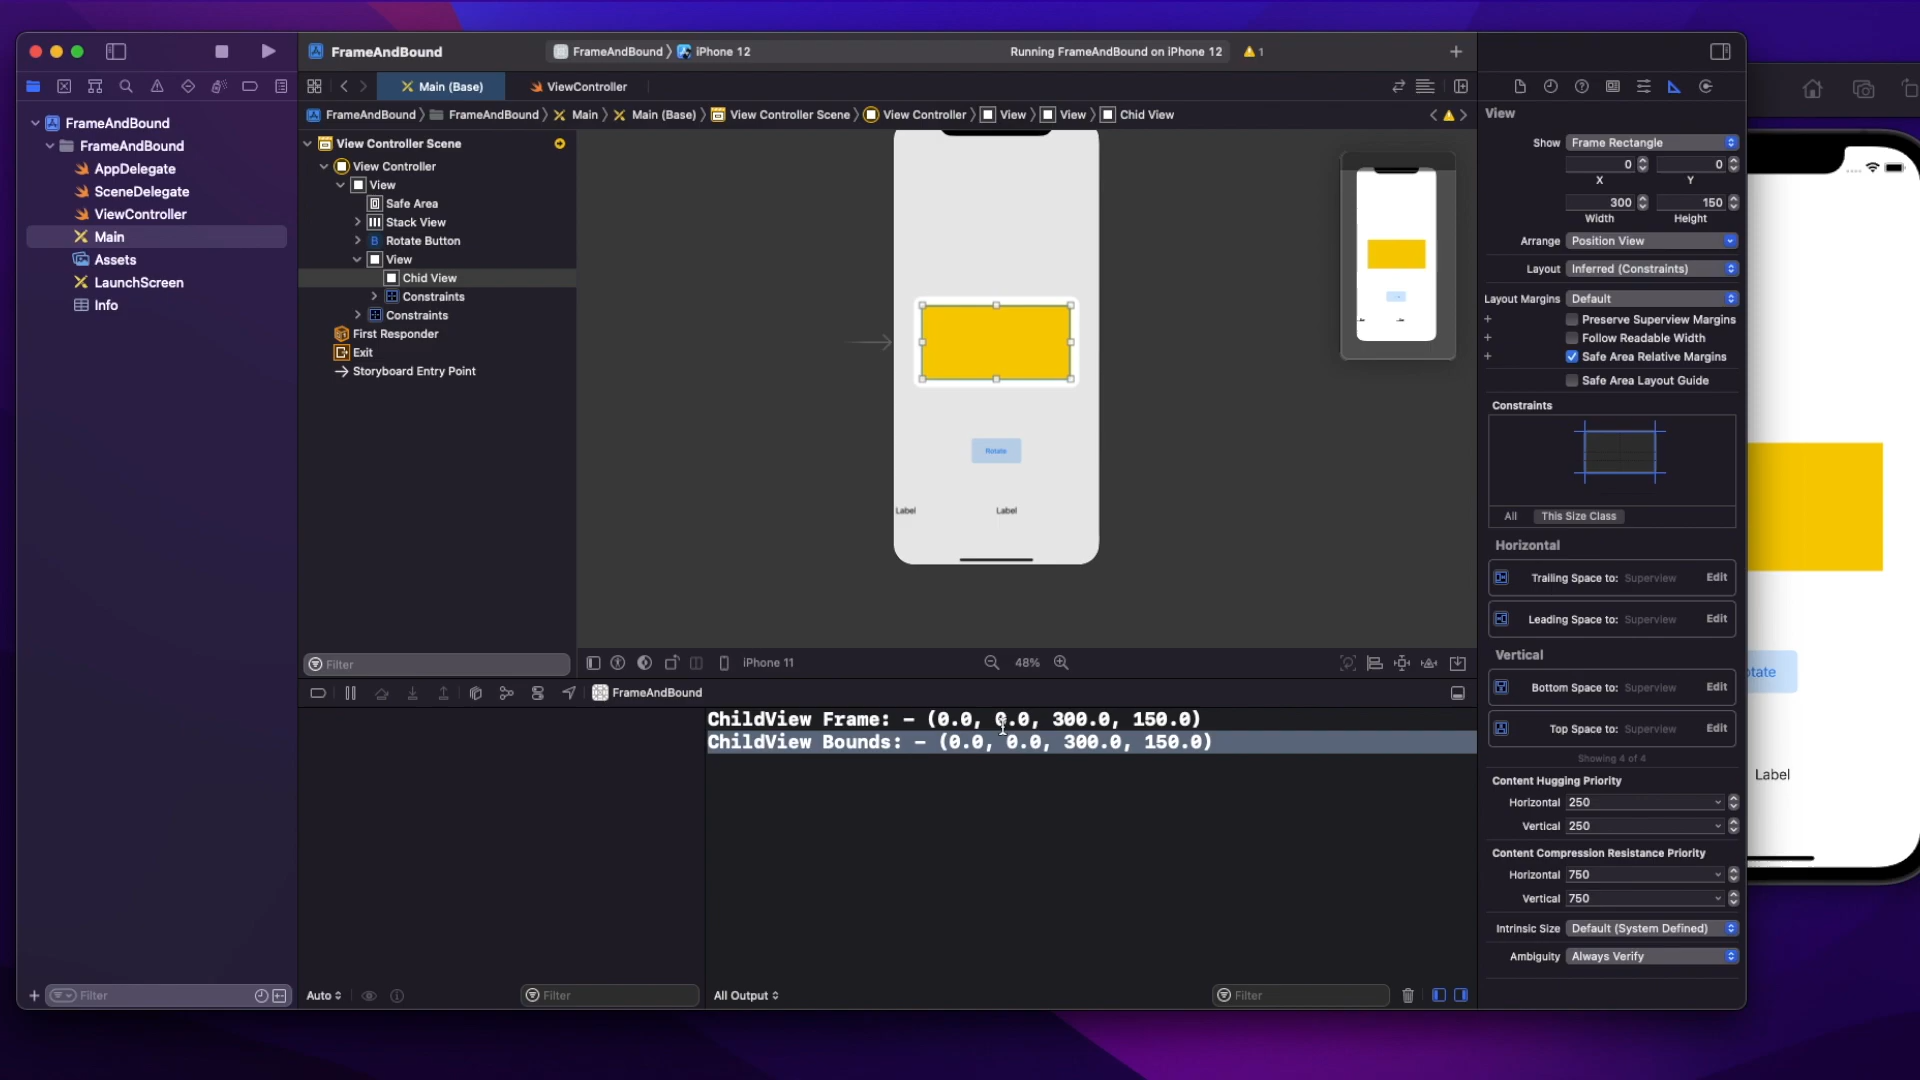 FrameAndBound
FrameAndBound 〉 iPhone 12
Running FrameAndBound on iPhone 12
1
Main (Base)
ViewController
FrameAndBound 〉 FrameAndBound 〉 Main 〉 Main (Base) 〉 View Controller Scene 〉 View Controller 〉 View 〉 View 〉 Chid View
FrameAndBound
FrameAndBound
AppDelegate
SceneDelegate
ViewController
Main
Assets
LaunchScreen
Info
Filter
View Controller Scene
View Controller
View
Safe Area
Stack View
B Rotate Button
View
Chid View
Constraints
Constraints
First Responder
Exit
Storyboard Entry Point
Filter
Rotate
Label
Label
iPhone 11
48%
FrameAndBound
ChildView Frame: - (0.0, 0.0, 300.0, 150.0)
ChildView Bounds: - (0.0, 0.0, 300.0, 150.0)
Auto
Filter
All Output
Filter
View
Show Frame Rectangle
0 0
X Y
300 150
Width Height
Arrange Position View
Layout Inferred (Constraints)
Layout Margins Default
Preserve Superview Margins
Follow Readable Width
Safe Area Relative Margins
Safe Area Layout Guide
Constraints
All This Size Class
Horizontal
Trailing Space to: Superview Edit
Leading Space to: Superview Edit
Vertical
Bottom Space to: Superview Edit
Top Space to: Superview Edit
Showing 4 of 4
Content Hugging Priority
Horizontal 250
Vertical 250
Content Compression Resistance Priority
Horizontal 750
Vertical 750
Intrinsic Size Default (System Defined)
Ambiguity Always Verify
tate
Label